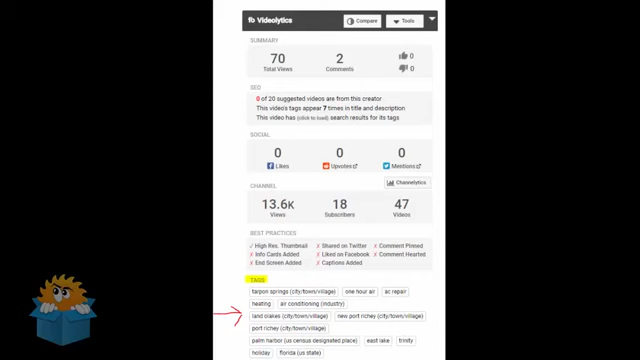 Videolytics Compare Tools
SUMMARY
70 2 0
Total Views Comments 0
SEO
0 of 20 suggested videos are from this creator
This video's tags appear 7 times in title and description
This video has (click to load) search results for its tags
SOCIAL
0 0 0
Likes Upvotes Mentions
CHANNEL Channelytics
13.6K 18 47
Views Subscribers Videos
BEST PRACTICES
✓ High Res. Thumbnail ✗ Shared on Twitter ✗ Comment Pinned
✗ Info Cards Added ✗ Liked on Facebook ✗ Comment Hearted
✗ End Screen Added ✗ Captions Added
TAGS
tarpon springs (city/town/village) one hour air ac repair
heating air conditioning (industry)
land olakes (city/town/village) new port richey (city/town/village)
port richey (city/town/village)
palm harbor (us census designated place) east lake trinity
holiday florida (us state)